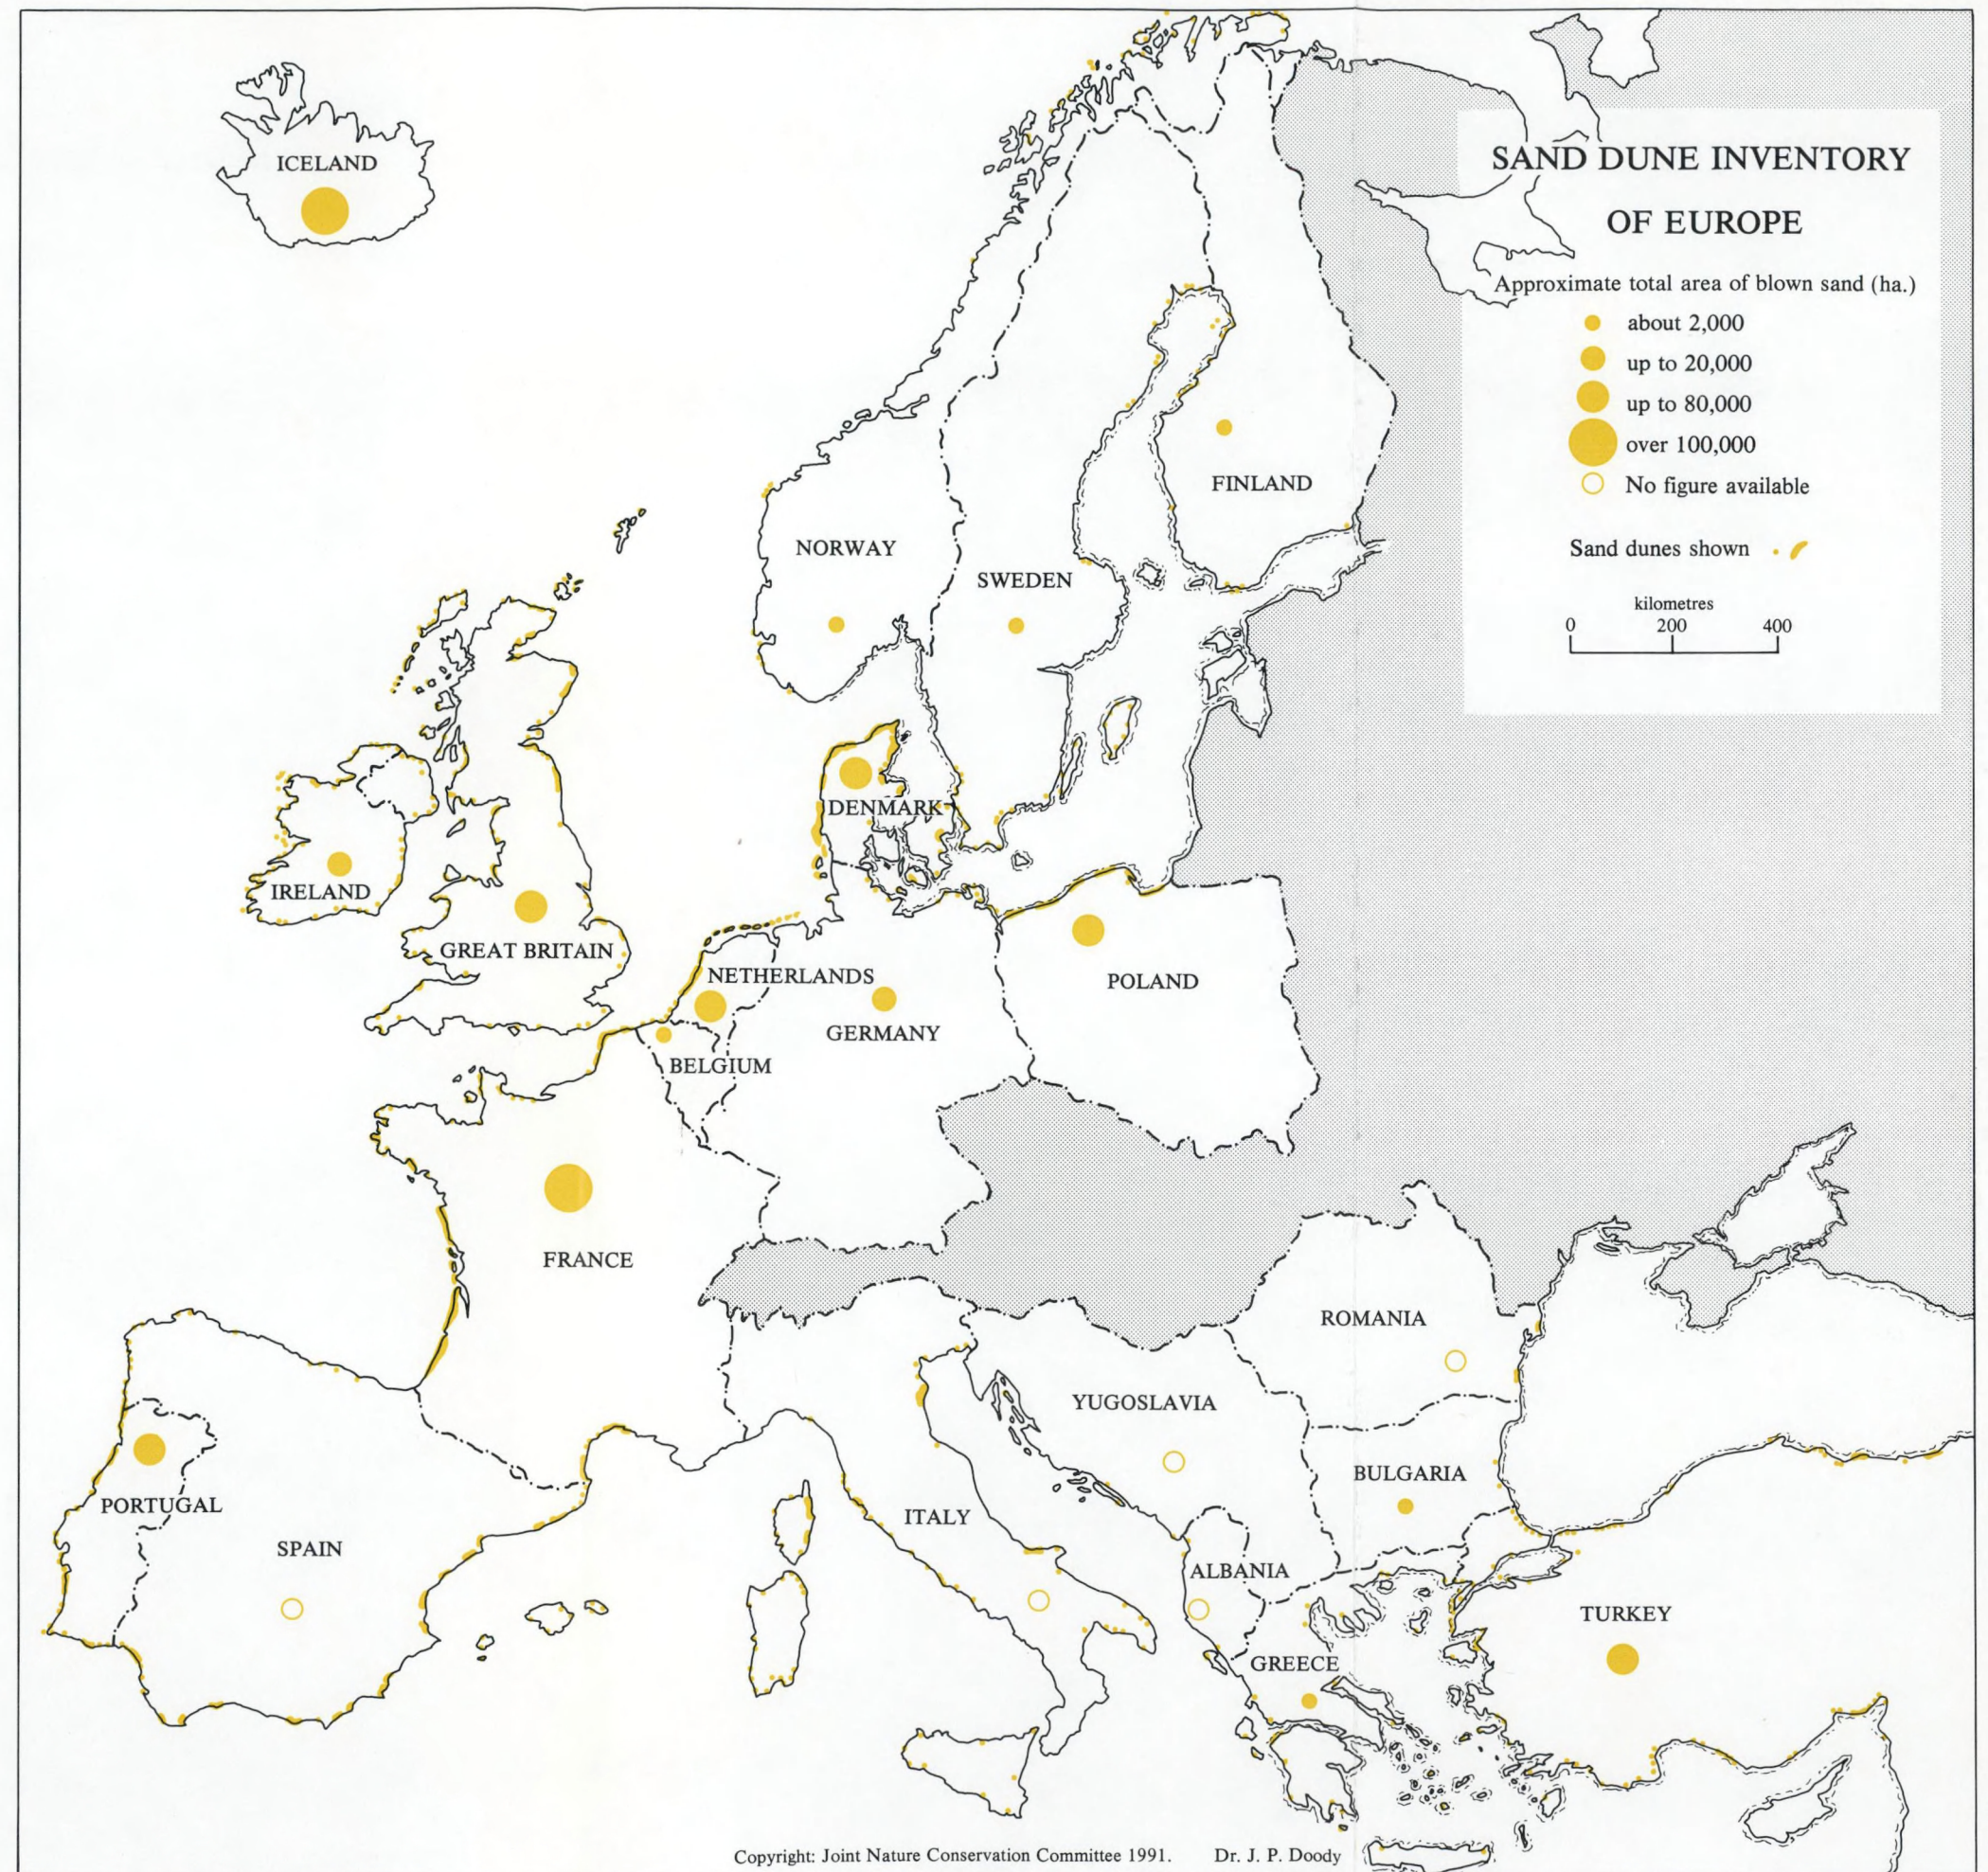 SAND DUNE INVENTORY
OF EUROPE
Approximate total area of blown sand (ha.)
about 2,000
up to 20,000
up to 80,000
over 100,000
No figure available
Sand dunes shown
kilometres
0 200 400
ICELAND
FINLAND
NORWAY
SWEDEN
DENMARK
IRELAND
GREAT BRITAIN
NETHERLANDS
POLAND
GERMANY
BELGIUM
FRANCE
ROMANIA
YUGOSLAVIA
BULGARIA
PORTUGAL
ITALY
SPAIN
ALBANIA
TURKEY
GREECE
Copyright: Joint Nature Conservation Committee 1991. Dr. J. P. Doody